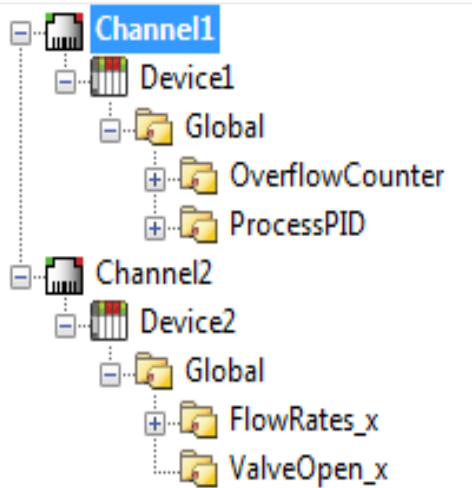 Channel1
Device1
Global
OverflowCounter
ProcessPID
Channel2
Device2
Global
FlowRates_x
ValveOpen_x